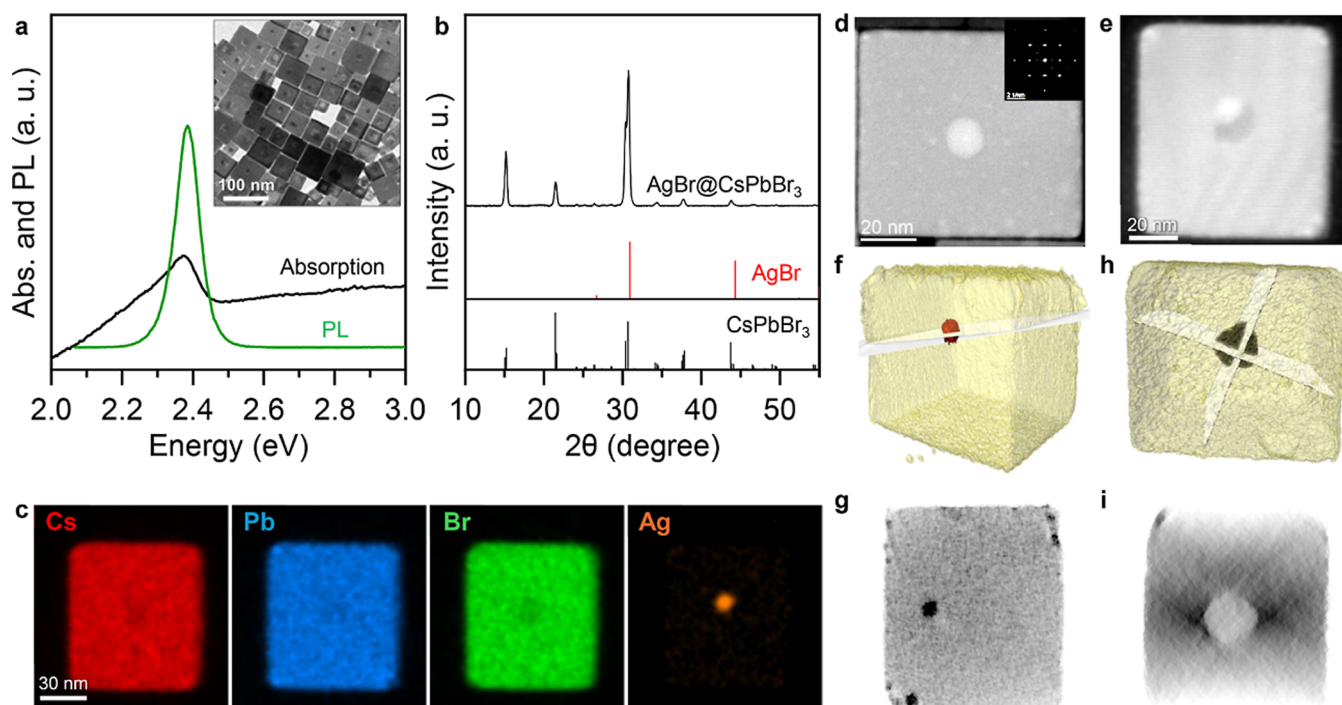 a
Abs. and PL (a. u.)
100 nm
Absorption
PL
2.0 2.2 2.4 2.6 2.8 3.0
Energy (eV)
b
Intensity (a. u.)
AgBr@CsPbBr₃
AgBr
CsPbBr₃
10 20 30 40 50
2θ (degree)
c
Cs
30 nm
Pb
Br
Ag
d
20 nm
e
20 nm
f
h
g
i